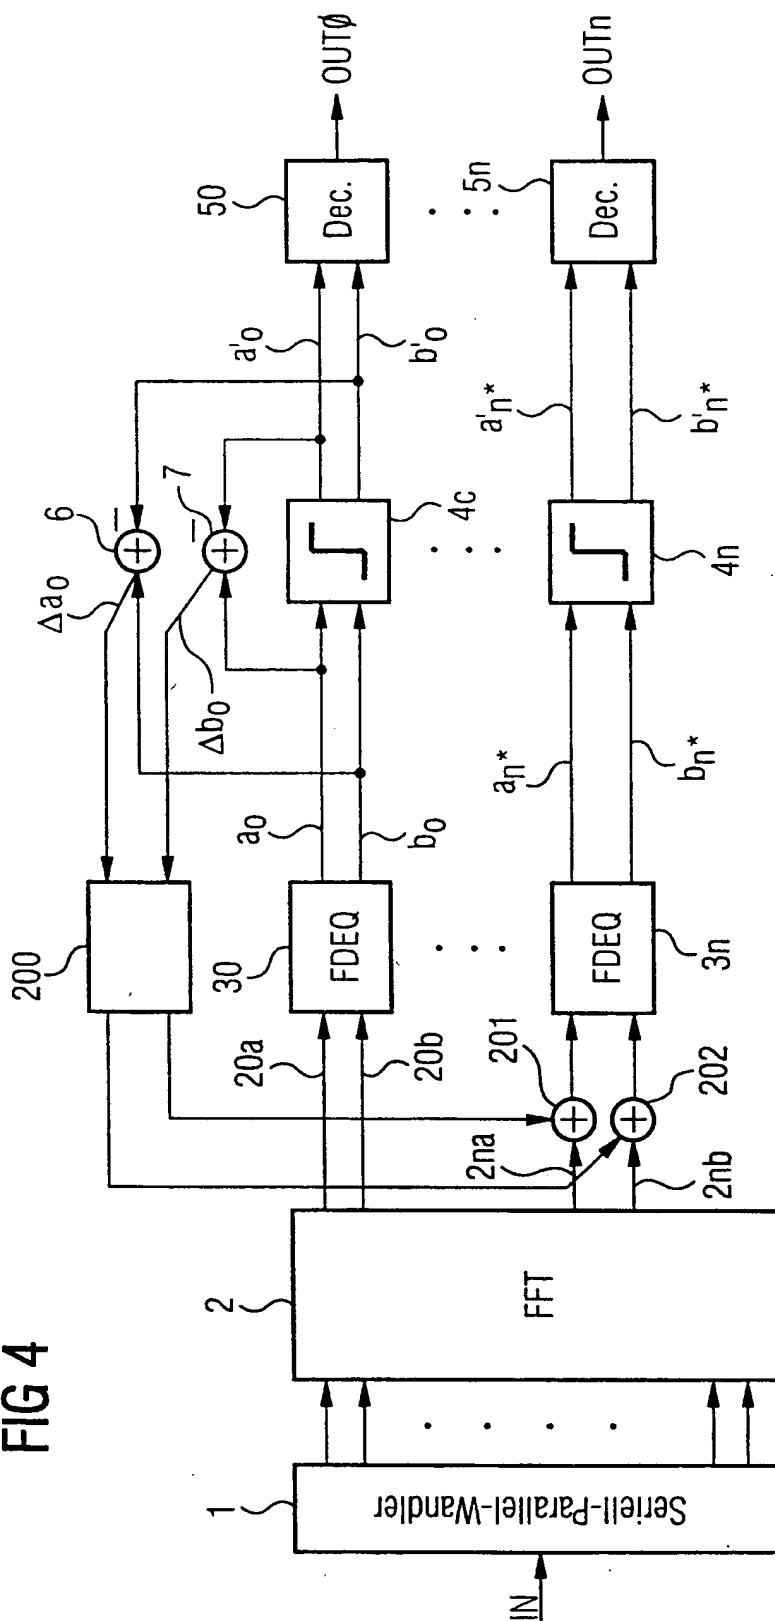 FIG 4
IN
1
Seriell-Parallel-Wandler
2
FFT
20a
20b
2na
2nb
201
202
200
30
FDEQ
3n
FDEQ
a0
b0
an*
bn*
Δa0
Δb0
6
–
7
–
4c
4n
a'0
b'0
a'n*
b'n*
50
Dec.
5n
Dec.
OUTØ
OUTn